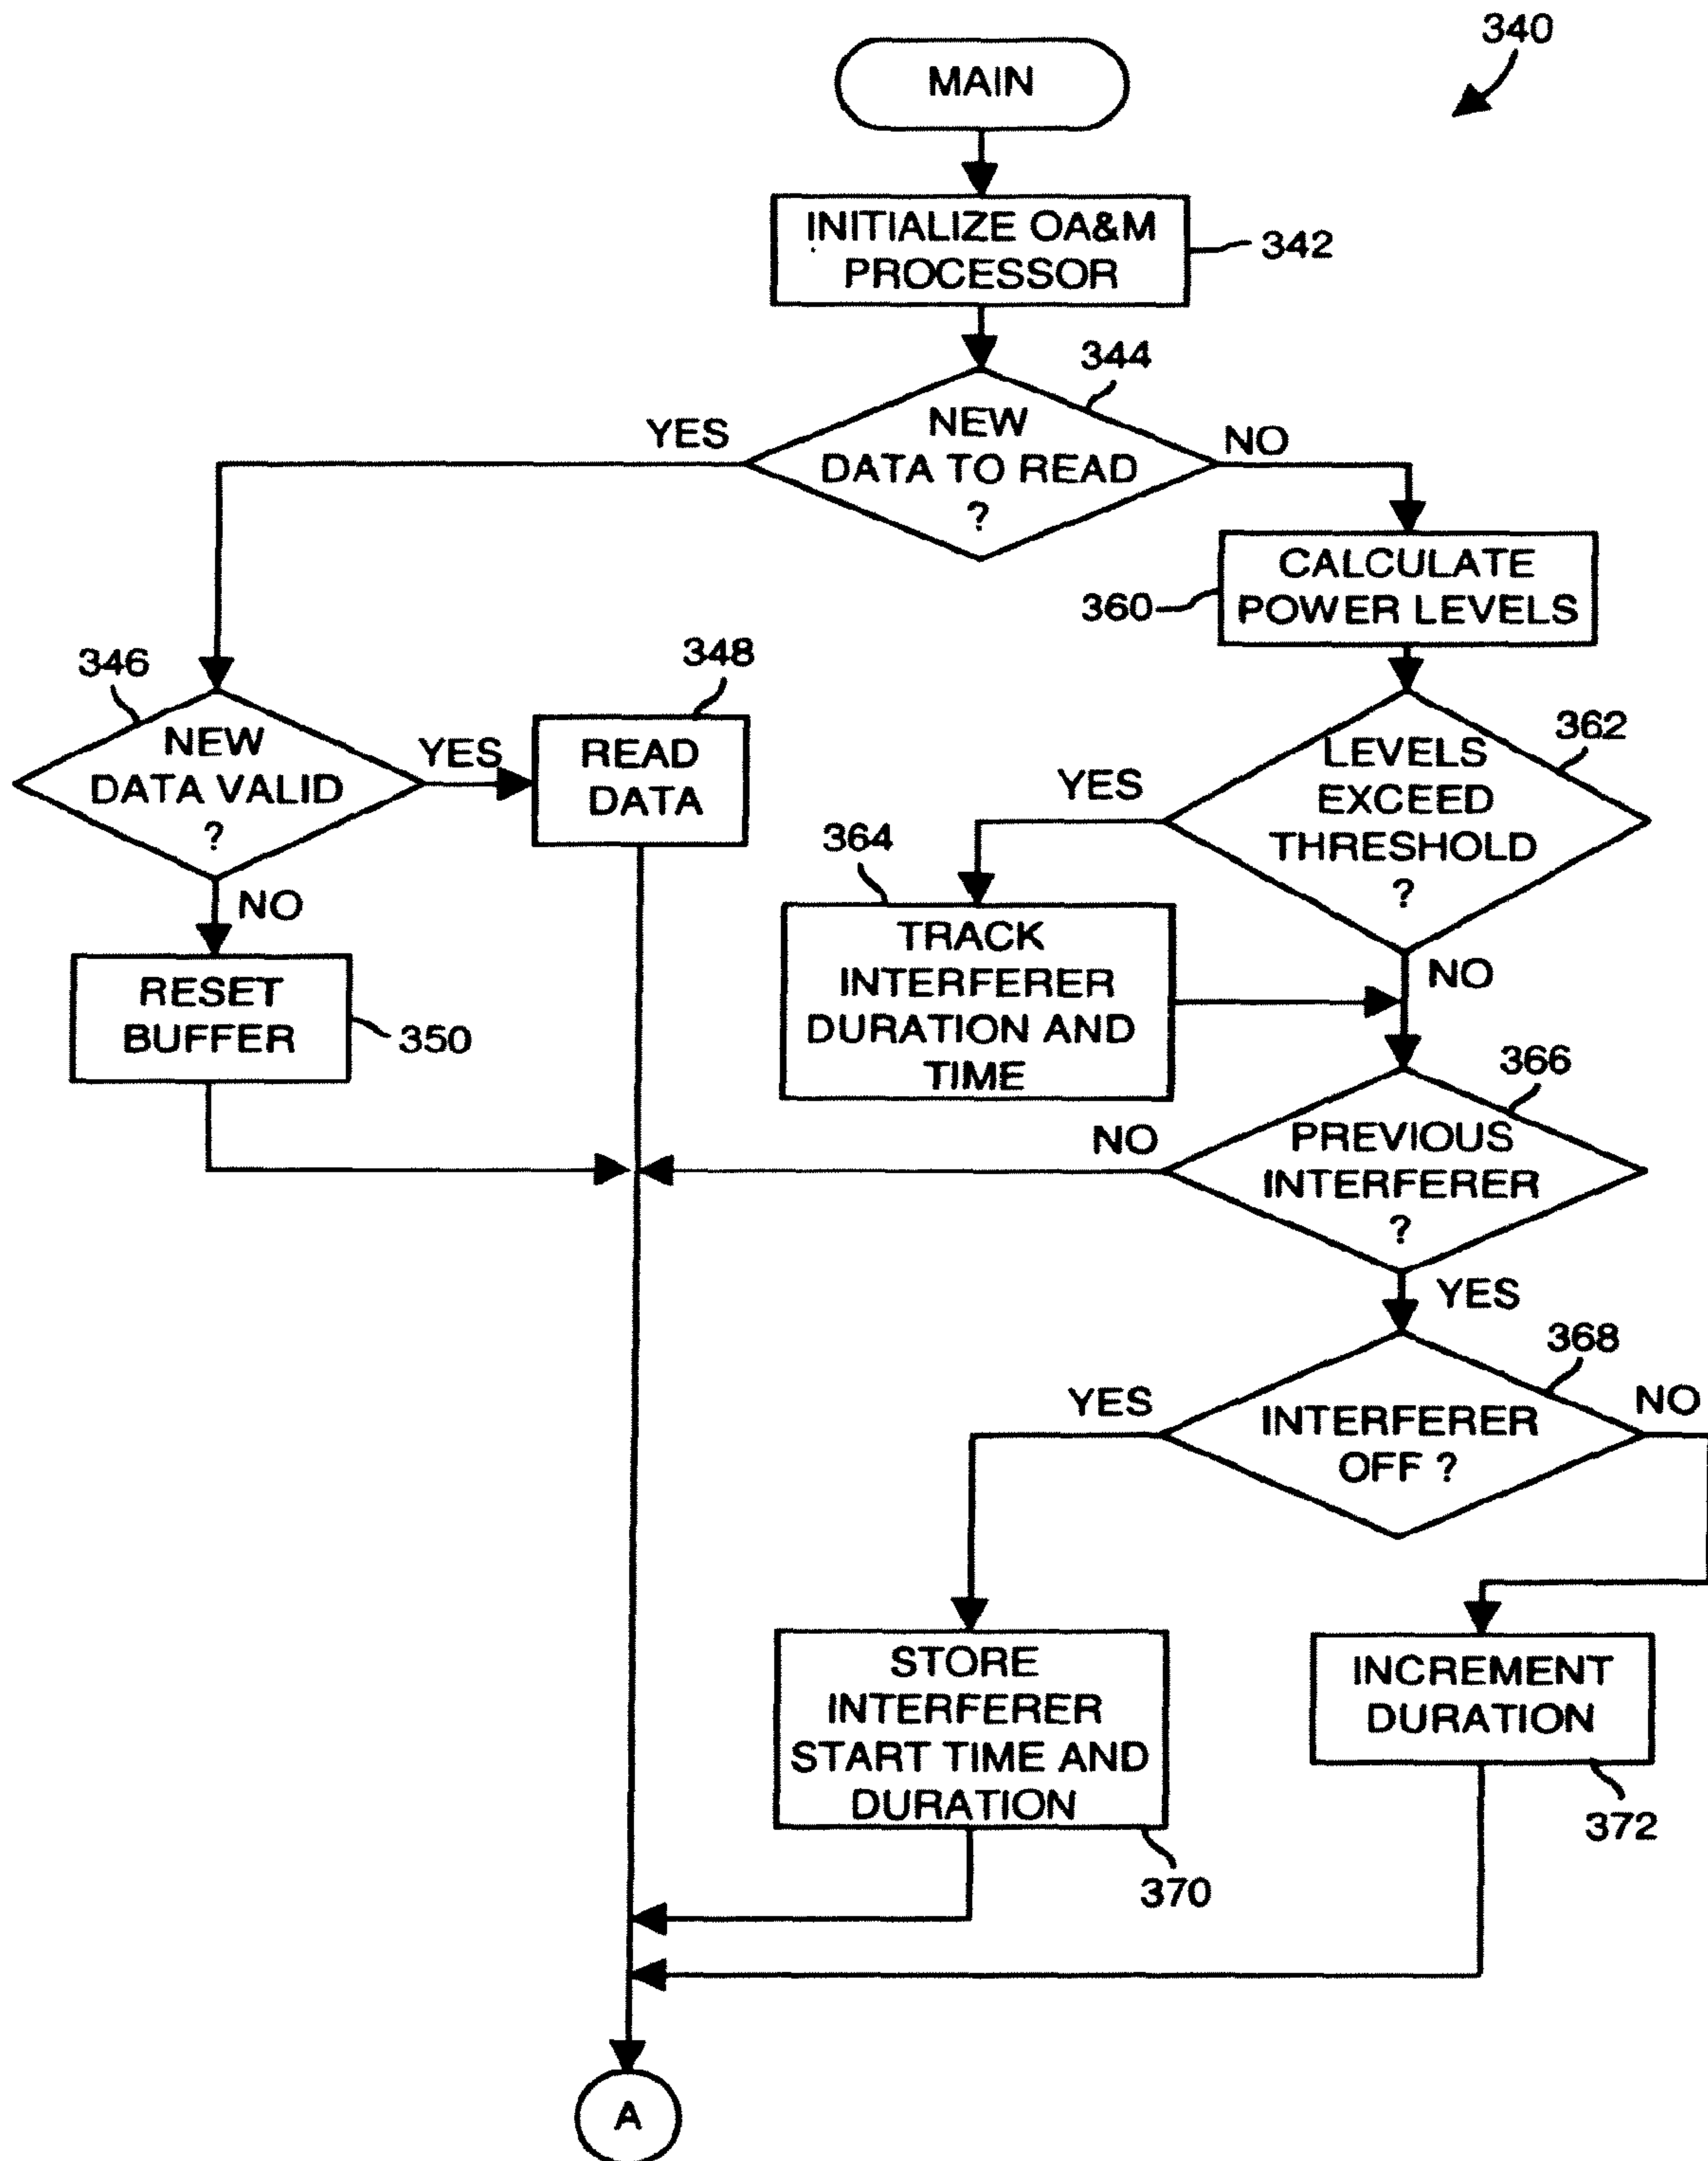 340
MAIN
INITIALIZE OA&M
PROCESSOR
342
344
NEW
DATA TO READ
?
YES
NO
CALCULATE
POWER LEVELS
360
346
NEW
DATA VALID
?
YES
348
READ
DATA
NO
RESET
BUFFER
350
362
LEVELS
EXCEED
THRESHOLD
?
YES
NO
364
TRACK
INTERFERER
DURATION AND
TIME
366
PREVIOUS
INTERFERER
?
NO
YES
368
INTERFERER
OFF ?
YES
NO
STORE
INTERFERER
START TIME AND
DURATION
370
INCREMENT
DURATION
372
A